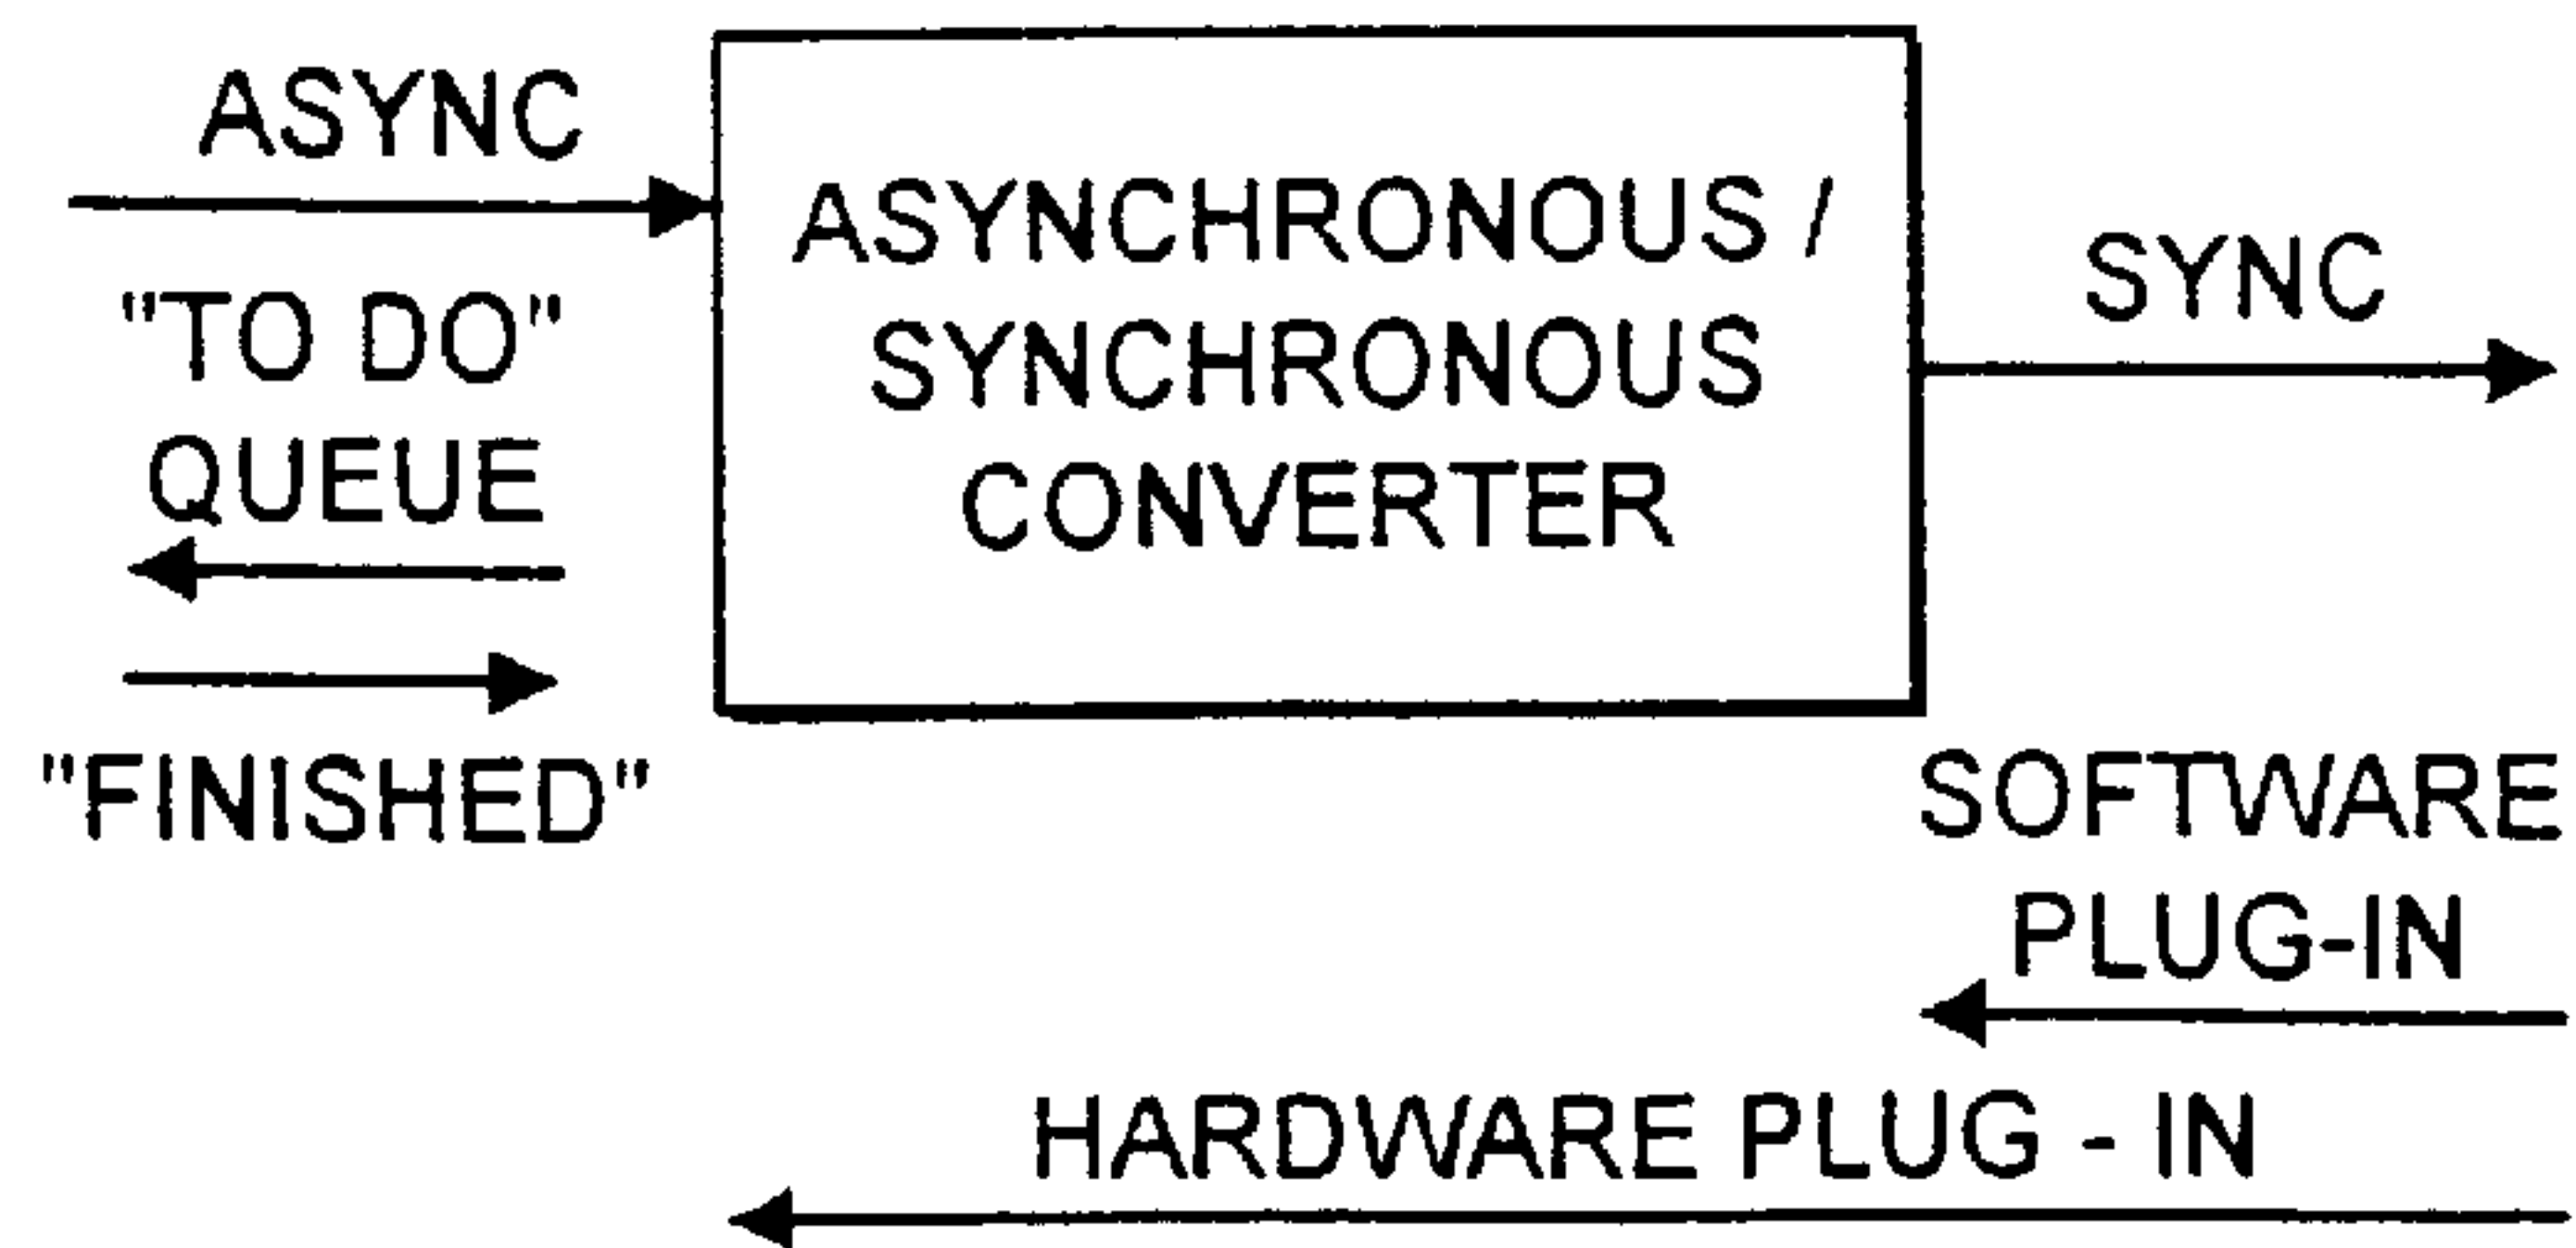 ASYNC
"TO DO"
QUEUE
"FINISHED"
ASYNCHRONOUS /
SYNCHRONOUS
CONVERTER
SYNC
SOFTWARE
PLUG-IN
HARDWARE PLUG - IN